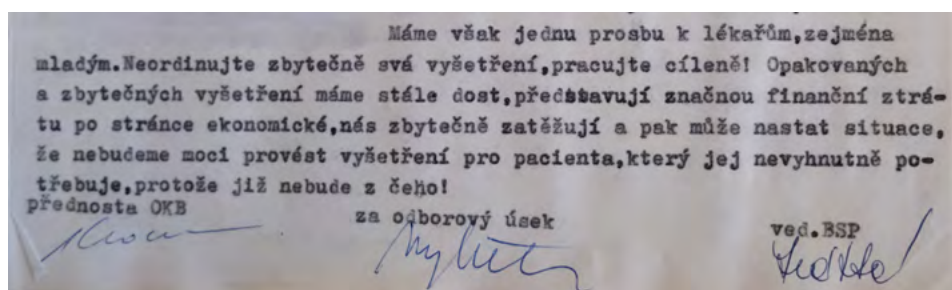 Máme však jednu prosbu k lékařům,zejména
mladým.Neordinujte zbytečně svá vyšetření,pracujte cíleně! Opakovaných
a zbytečných vyšetření máme stále dost,představují značnou finanční ztrá-
tu po stránce ekonomické,nás zbytečně zatěžují a pak může nastat situace,
že nebudeme moci provést vyšetření pro pacienta,který jej nevyhnutně po-
třebuje,protože již nebude z čeho!
přednosta OKB za odborový úsek ved.BSP